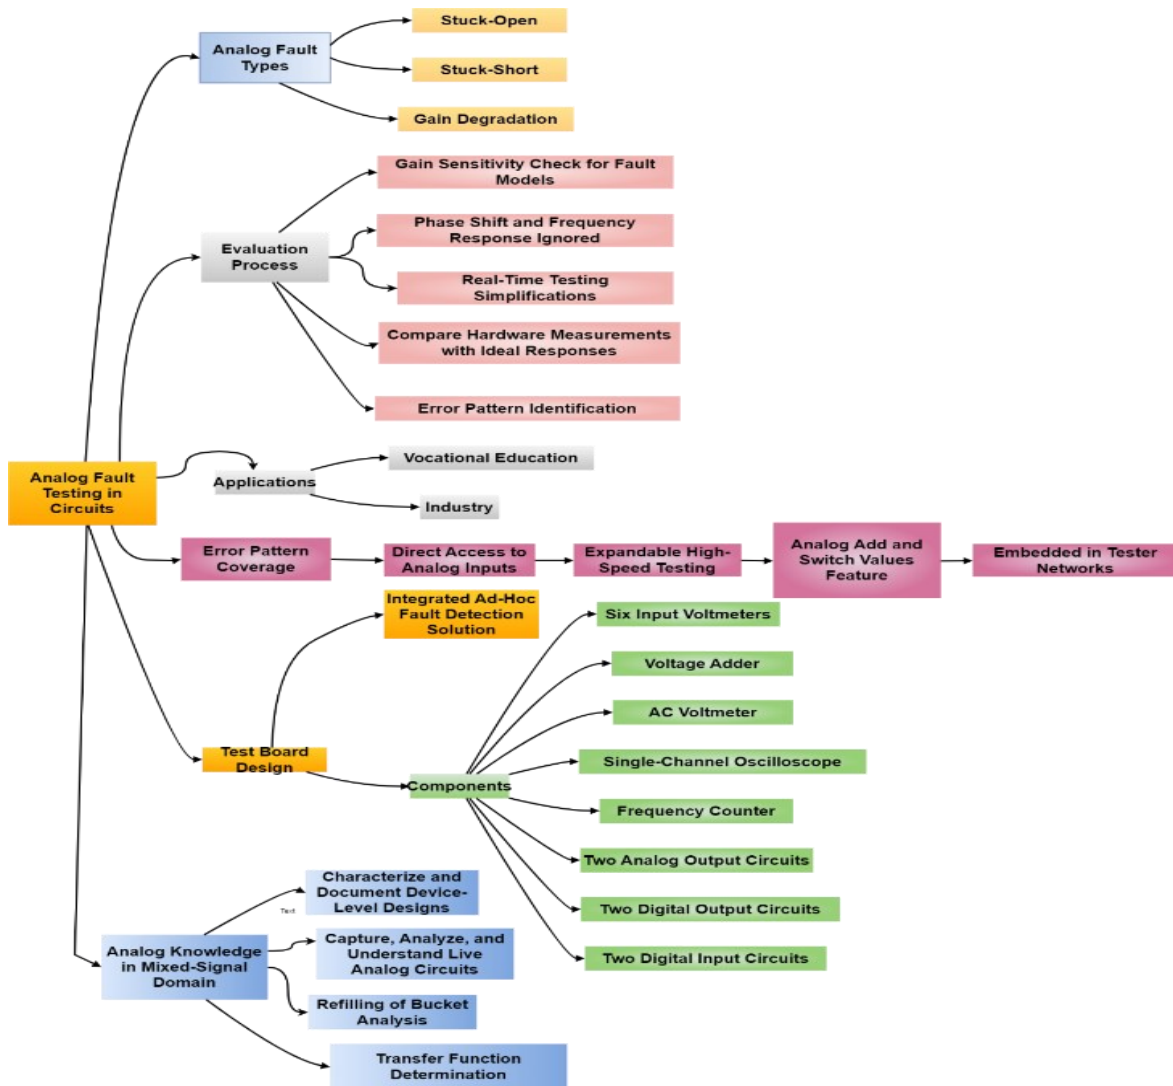 Stuck-Open
Analog Fault
Types
Stuck-Short
Gain Degradation
Gain Sensitivity Check for Fault
Models
Phase Shift and Frequency
Response Ignored
Evaluation
Process
Real-Time Testing
Simplifications
Compare Hardware Measurements
with Ideal Responses
Error Pattern Identification
Analog Fault
Testing in
Circuits
Vocational Education
Applications
Industry
Error Pattern
Coverage
Direct Access to
Analog Inputs
Expandable High-
Speed Testing
Analog Add and
Switch Values
Feature
Embedded in Tester
Networks
Integrated Ad-Hoc
Fault Detection
Solution
Six Input Voltmeters
Voltage Adder
AC Voltmeter
Test Board
Design
Single-Channel Oscilloscope
Components
Frequency Counter
Two Analog Output Circuits
Two Digital Output Circuits
Two Digital Input Circuits
Characterize and
Document Device-
Level Designs
Text
Analog Knowledge
in Mixed-Signal
Domain
Capture, Analyze, and
Understand Live
Analog Circuits
Refilling of Bucket
Analysis
Transfer Function
Determination